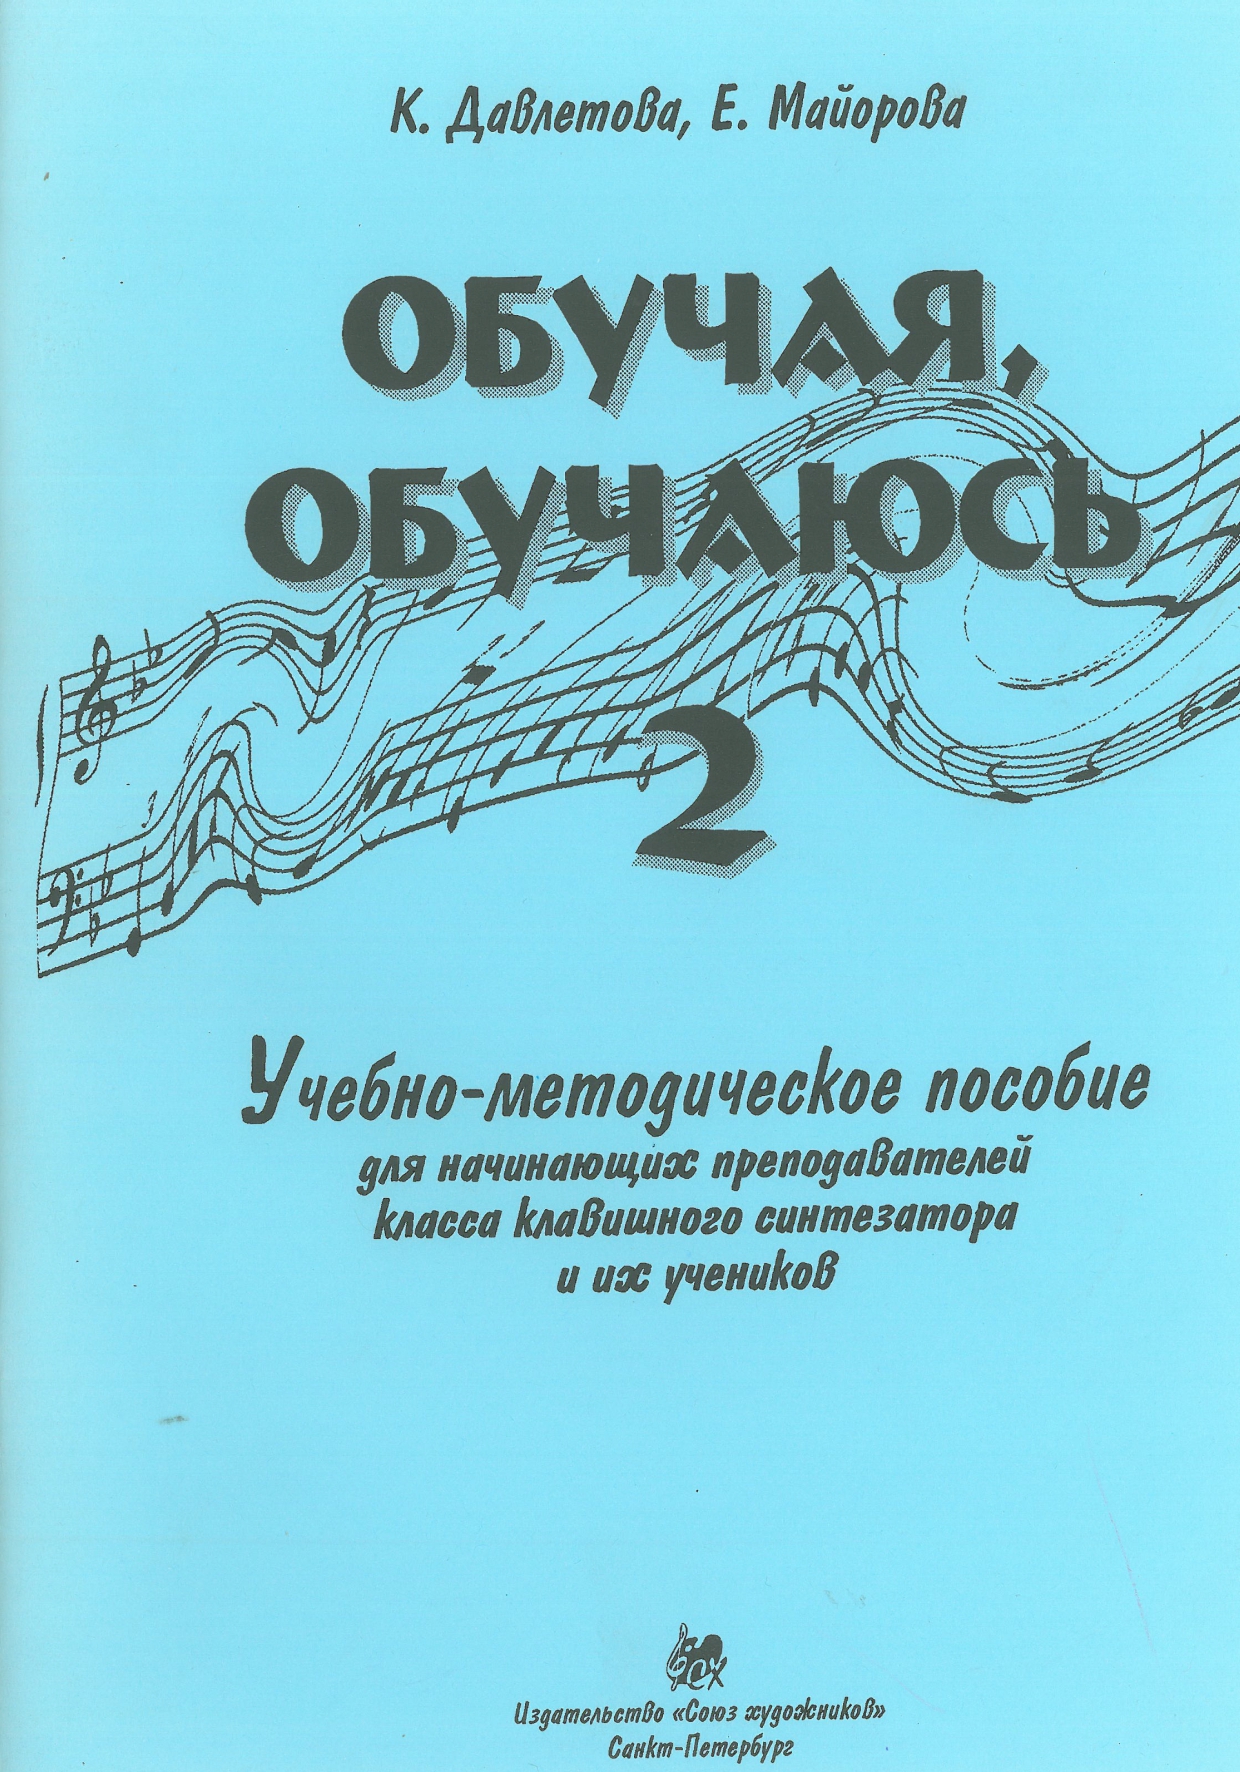 К. Давлетова, Е. Майорова
ОБУЧАЯ,
ОБУЧАЮСЬ
2
Учебно-методическое пособие
для начинающих преподавателей
класса клавишного синтезатора
и их учеников
сх
Издательство «Союз художников»
Санкт-Петербург